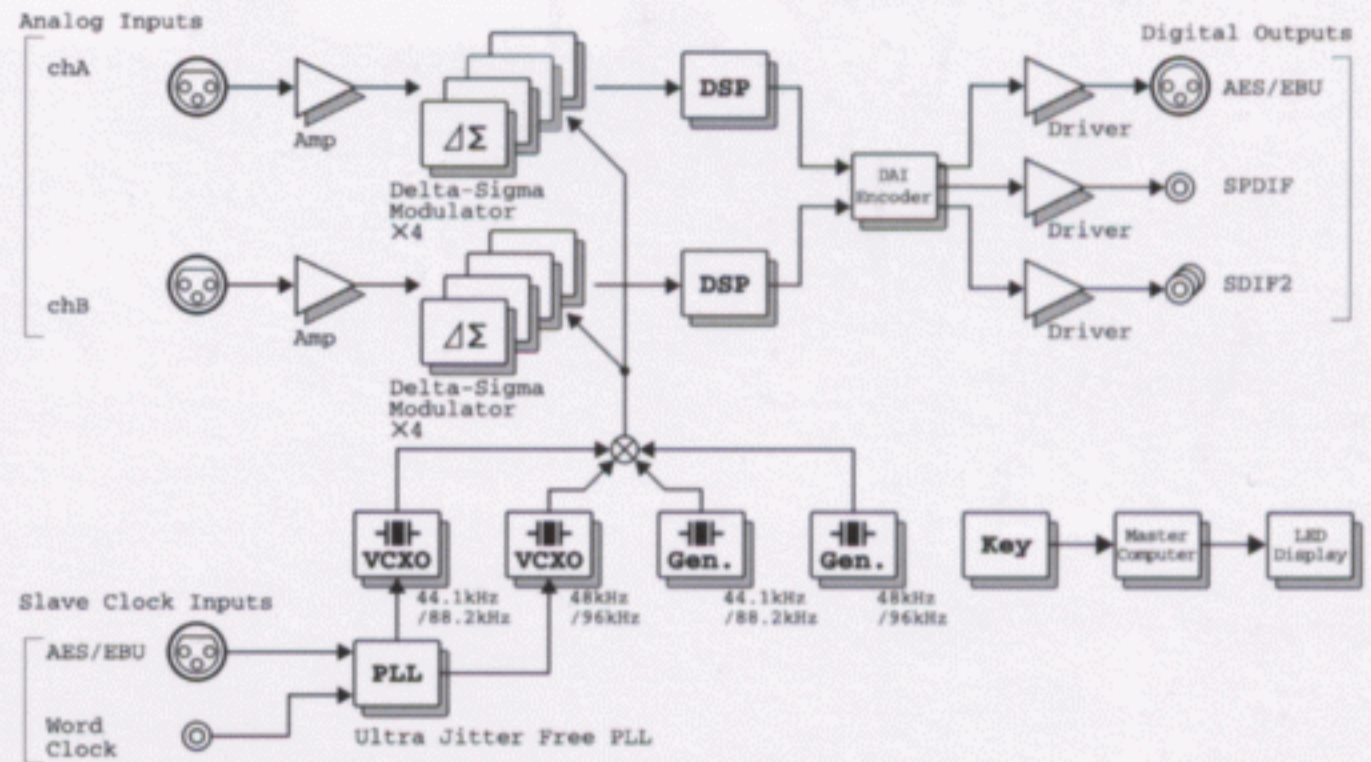 Analog Inputs
Digital Outputs
chA
Amp
ΔΣ
Delta-Sigma
Modulator
×4
DSP
DAI
Encoder
Driver
AES/EBU
Driver
SPDIF
chB
Amp
ΔΣ
Delta-Sigma
Modulator
×4
DSP
Driver
SDIF2
VCXO
44.1kHz
/88.2kHz
VCXO
48kHz
/96kHz
Gen.
44.1kHz
/88.2kHz
Gen.
48kHz
/96kHz
Key
Master
Computer
LED
Display
Slave Clock Inputs
AES/EBU
PLL
Word
Clock
Ultra Jitter Free PLL